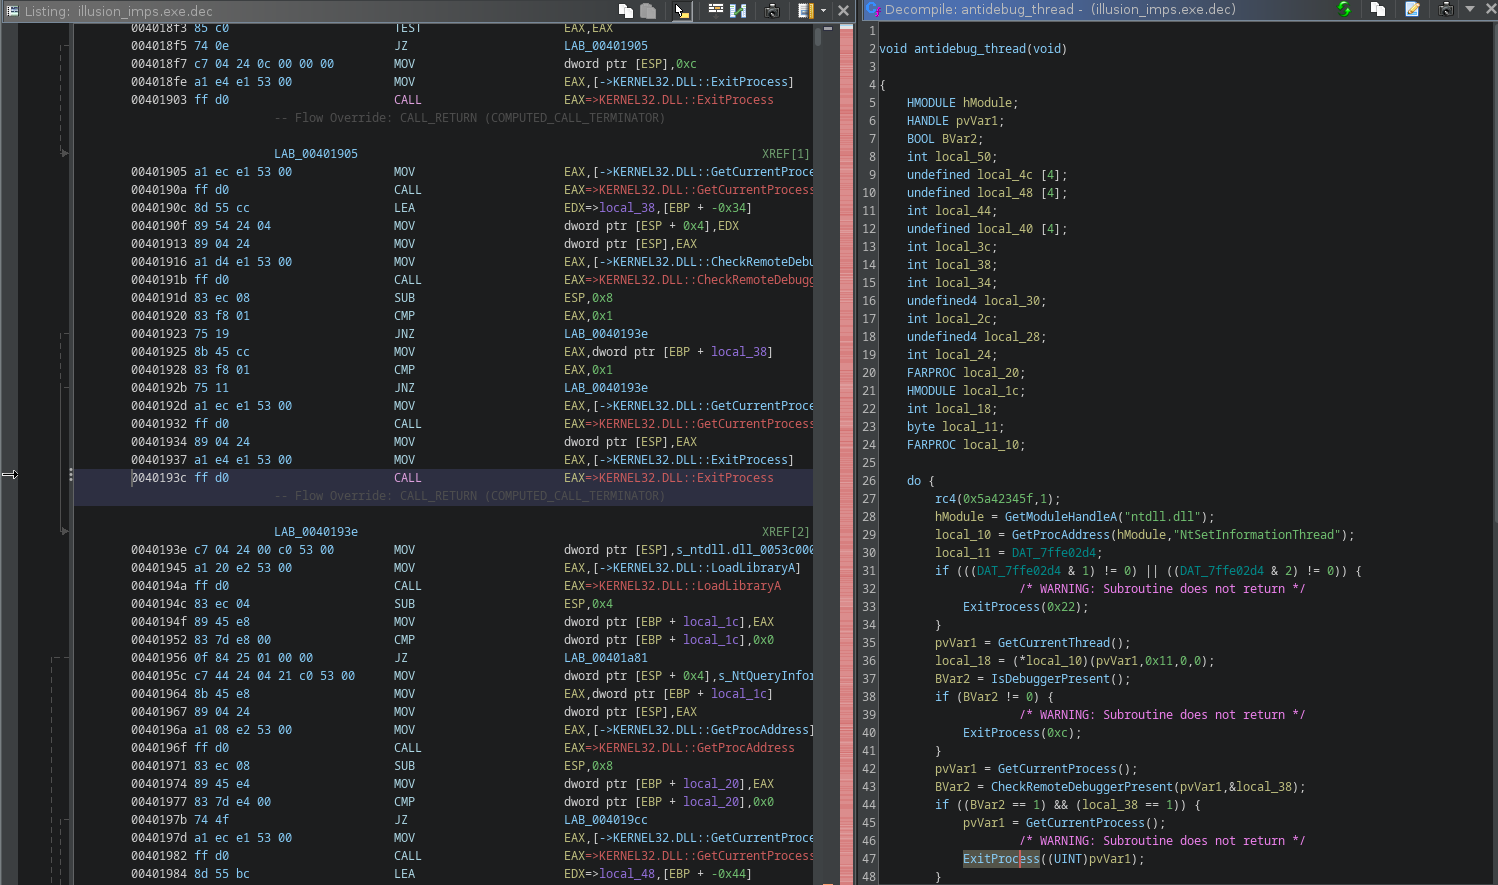 Listing: illusion_imps.exe.dec
004018f3 85 c0 TEST EAX,EAX
004018f5 74 0e JZ LAB_00401905
004018f7 c7 04 24 0c 00 00 00 MOV dword ptr [ESP],0xc
004018fe a1 e4 e1 53 00 MOV EAX,[->KERNEL32.DLL::ExitProcess]
00401903 ff d0 CALL EAX=>KERNEL32.DLL::ExitProcess
-- Flow Override: CALL_RETURN (COMPUTED_CALL_TERMINATOR)
LAB_00401905 XREF[1]
00401905 a1 ec e1 53 00 MOV EAX,[->KERNEL32.DLL::GetCurrentProce
0040190a ff d0 CALL EAX=>KERNEL32.DLL::GetCurrentProcess
0040190c 8d 55 cc LEA EDX=>local_38,[EBP + -0x34]
0040190f 89 54 24 04 MOV dword ptr [ESP + 0x4],EDX
00401913 89 04 24 MOV dword ptr [ESP],EAX
00401916 a1 d4 e1 53 00 MOV EAX,[->KERNEL32.DLL::CheckRemoteDebu
0040191b ff d0 CALL EAX=>KERNEL32.DLL::CheckRemoteDebugg
0040191d 83 ec 08 SUB ESP,0x8
00401920 83 f8 01 CMP EAX,0x1
00401923 75 19 JNZ LAB_0040193e
00401925 8b 45 cc MOV EAX,dword ptr [EBP + local_38]
00401928 83 f8 01 CMP EAX,0x1
0040192b 75 11 JNZ LAB_0040193e
0040192d a1 ec e1 53 00 MOV EAX,[->KERNEL32.DLL::GetCurrentProce
00401932 ff d0 CALL EAX=>KERNEL32.DLL::GetCurrentProcess
00401934 89 04 24 MOV dword ptr [ESP],EAX
00401937 a1 e4 e1 53 00 MOV EAX,[->KERNEL32.DLL::ExitProcess]
0040193c ff d0 CALL EAX=>KERNEL32.DLL::ExitProcess
-- Flow Override: CALL_RETURN (COMPUTED_CALL_TERMINATOR)
LAB_0040193e XREF[2]
0040193e c7 04 24 00 c0 53 00 MOV dword ptr [ESP],s_ntdll.dll_0053c000
00401945 a1 20 e2 53 00 MOV EAX,[->KERNEL32.DLL::LoadLibraryA]
0040194a ff d0 CALL EAX=>KERNEL32.DLL::LoadLibraryA
0040194c 83 ec 04 SUB ESP,0x4
0040194f 89 45 e8 MOV dword ptr [EBP + local_1c],EAX
00401952 83 7d e8 00 CMP dword ptr [EBP + local_1c],0x0
00401956 0f 84 25 01 00 00 JZ LAB_00401a81
0040195c c7 44 24 04 21 c0 53 00 MOV dword ptr [ESP + 0x4],s_NtQueryInfor
00401964 8b 45 e8 MOV EAX,dword ptr [EBP + local_1c]
00401967 89 04 24 MOV dword ptr [ESP],EAX
0040196a a1 08 e2 53 00 MOV EAX,[->KERNEL32.DLL::GetProcAddress]
0040196f ff d0 CALL EAX=>KERNEL32.DLL::GetProcAddress
00401971 83 ec 08 SUB ESP,0x8
00401974 89 45 e4 MOV dword ptr [EBP + local_20],EAX
00401977 83 7d e4 00 CMP dword ptr [EBP + local_20],0x0
0040197b 74 4f JZ LAB_004019cc
0040197d a1 ec e1 53 00 MOV EAX,[->KERNEL32.DLL::GetCurrentProce
00401982 ff d0 CALL EAX=>KERNEL32.DLL::GetCurrentProcess
00401984 8d 55 bc LEA EDX=>local_48,[EBP + -0x44]
Decompile: antidebug_thread - (illusion_imps.exe.dec)
1
2 void antidebug_thread(void)
3
4 {
5 HMODULE hModule;
6 HANDLE pvVar1;
7 BOOL BVar2;
8 int local_50;
9 undefined local_4c [4];
10 undefined local_48 [4];
11 int local_44;
12 undefined local_40 [4];
13 int local_3c;
14 int local_38;
15 int local_34;
16 undefined4 local_30;
17 int local_2c;
18 undefined4 local_28;
19 int local_24;
20 FARPROC local_20;
21 HMODULE local_1c;
22 int local_18;
23 byte local_11;
24 FARPROC local_10;
25
26 do {
27 rc4(0x5a42345f,1);
28 hModule = GetModuleHandleA("ntdll.dll");
29 local_10 = GetProcAddress(hModule,"NtSetInformationThread");
30 local_11 = DAT_7ffe02d4;
31 if (((DAT_7ffe02d4 & 1) != 0) || ((DAT_7ffe02d4 & 2) != 0)) {
32 /* WARNING: Subroutine does not return */
33 ExitProcess(0x22);
34 }
35 pvVar1 = GetCurrentThread();
36 local_18 = (*local_10)(pvVar1,0x11,0,0);
37 BVar2 = IsDebuggerPresent();
38 if (BVar2 != 0) {
39 /* WARNING: Subroutine does not return */
40 ExitProcess(0xc);
41 }
42 pvVar1 = GetCurrentProcess();
43 BVar2 = CheckRemoteDebuggerPresent(pvVar1,&local_38);
44 if ((BVar2 == 1) && (local_38 == 1)) {
45 pvVar1 = GetCurrentProcess();
46 /* WARNING: Subroutine does not return */
47 ExitProcess((UINT)pvVar1);
48 }